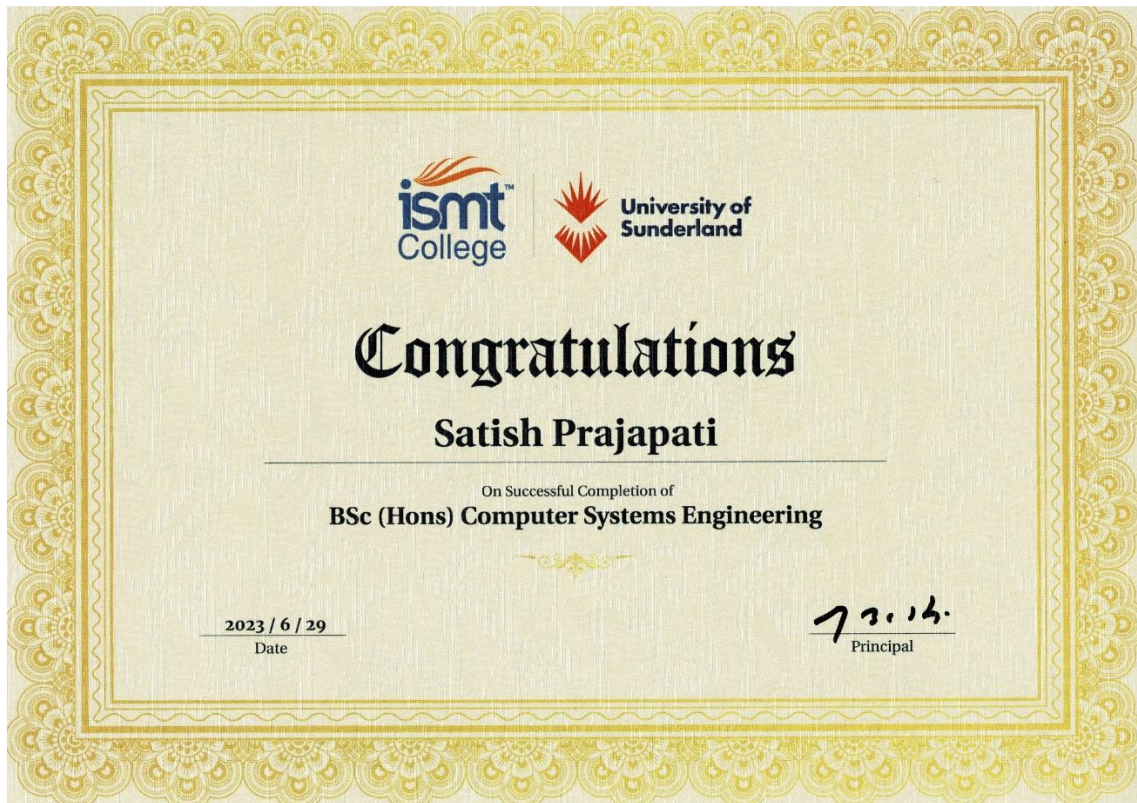 ismt™
College
University of
Sunderland
Congratulations
Satish Prajapati
On Successful Completion of
BSc (Hons) Computer Systems Engineering
2023 / 6 / 29
Date
Principal